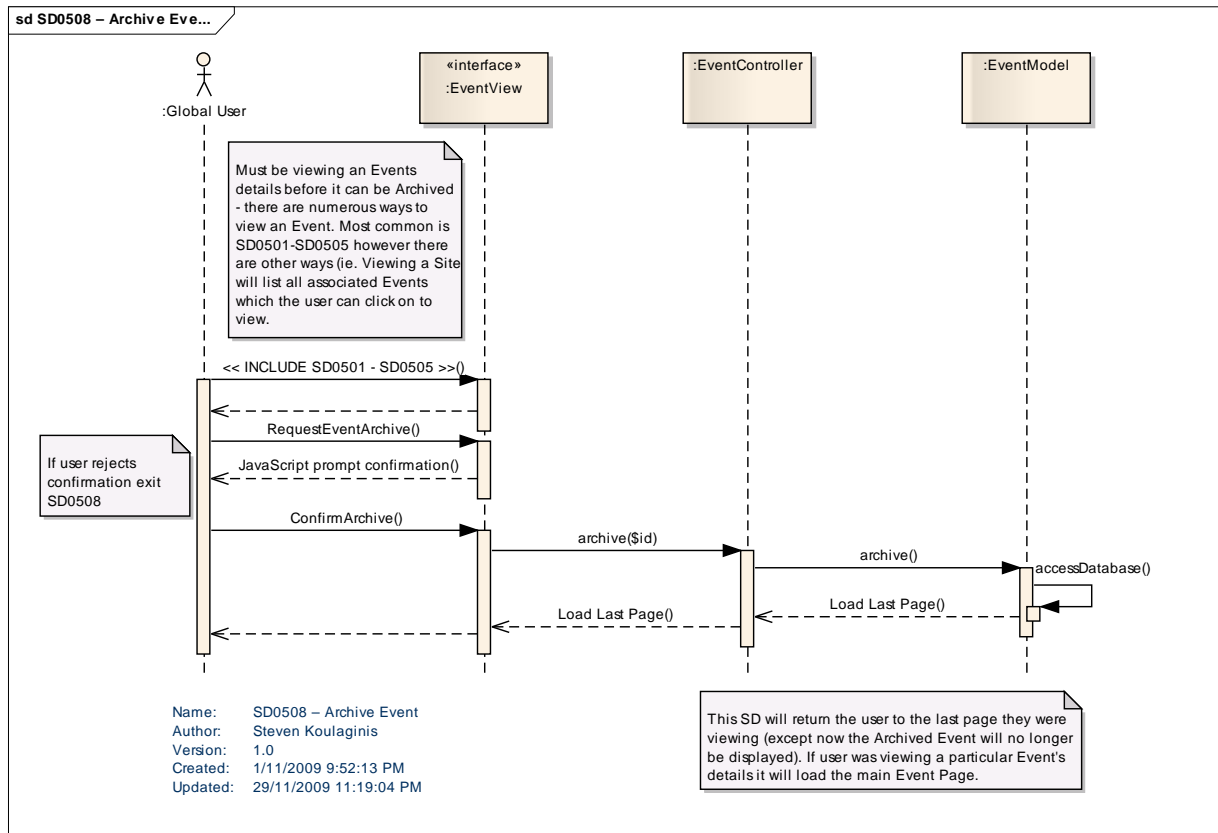 sd SD0508 – Archive Eve...
:Global User
«interface»
:EventView
:EventController
:EventModel
Must be viewing an Events
details before it can be Archived
- there are numerous ways to
view an Event. Most common is
SD0501-SD0505 however there
are other ways (ie. Viewing a Site
will list all associated Events
which the user can click on to
view.
<< INCLUDE SD0501 - SD0505 >>()
RequestEventArchive()
If user rejects
confirmation exit
SD0508
JavaScript prompt confirmation()
ConfirmArchive()
archive($id)
archive()
accessDatabase()
Load Last Page()
Load Last Page()
Name: SD0508 – Archive Event
Author: Steven Koulaginis
Version: 1.0
Created: 1/11/2009 9:52:13 PM
Updated: 29/11/2009 11:19:04 PM
This SD will return the user to the last page they were
viewing (except now the Archived Event will no longer
be displayed). If user was viewing a particular Event's
details it will load the main Event Page.